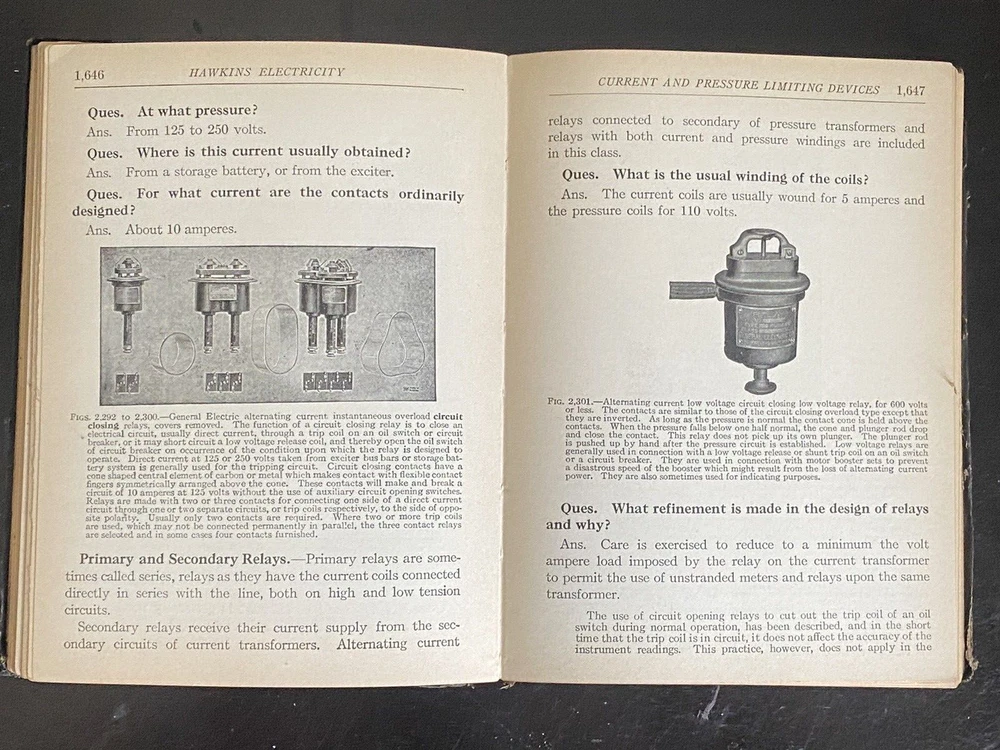 1,646 HAWKINS ELECTRICITY
Ques. At what pressure?
Ans. From 125 to 250 volts.
Ques. Where is this current usually obtained?
Ans. From a storage battery, or from the exciter.
Ques. For what current are the contacts ordinarily
designed?
Ans. About 10 amperes.
FIGS. 2,292 to 2,300.—General Electric alternating current instantaneous overload circuit
closing relays, covers removed. The function of a circuit closing relay is to close an
electrical circuit, usually direct current, through a trip coil on an oil switch or circuit
breaker, or it may short circuit a low voltage release coil, and thereby open the oil switch
of circuit breaker on occurrence of the condition upon which the relay is designed to
operate. Direct current at 125 or 250 volts taken from exciter bus bars or storage bat-
tery system is generally used for the tripping circuit. Circuit closing contacts have a
cone shaped central element of carbon or metal which makes contact with flexible contact
fingers symmetrically arranged above the cone. These contacts will make and break a
circuit of 10 amperes at 125 volts without the use of auxiliary circuit opening switches.
Relays are made with two or three contacts for connecting one side of a direct current
circuit through one or two separate circuits, or trip coils respectively, to the side of oppo-
site polarity. Usually only two contacts are required. Where two or more trip coils
are used, which may not be connected permanently in parallel, the three contact relays
are selected and in some cases four contacts furnished.
Primary and Secondary Relays.—Primary relays are some-
times called series, relays as they have the current coils connected
directly in series with the line, both on high and low tension
circuits.
Secondary relays receive their current supply from the sec-
ondary circuits of current transformers. Alternating current
CURRENT AND PRESSURE LIMITING DEVICES 1,647
relays connected to secondary of pressure transformers and
relays with both current and pressure windings are included
in this class.
Ques. What is the usual winding of the coils?
Ans. The current coils are usually wound for 5 amperes and
the pressure coils for 110 volts.
FIG. 2,301.—Alternating current low voltage circuit closing low voltage relay, for 600 volts
or less. The contacts are similar to those of the circuit closing overload type except that
they are inverted. As long as the pressure is normal the contact cone is held above the
contacts. When the pressure falls below one half normal, the cone and plunger rod drop
and close the contact. This relay does not pick up its own plunger. The plunger rod
is pushed up by hand after the pressure circuit is established. Low voltage relays are
generally used in connection with a low voltage release or shunt trip coil on an oil switch
or a circuit breaker. They are used in connection with motor booster sets to prevent
a disastrous speed of the booster which might result from the loss of alternating current
power. They are also sometimes used for indicating purposes.
Ques. What refinement is made in the design of relays
and why?
Ans. Care is exercised to reduce to a minimum the volt
ampere load imposed by the relay on the current transformer
to permit the use of unstranded meters and relays upon the same
transformer.
The use of circuit opening relays to cut out the trip coil of an oil
switch during normal operation, has been described, and in the short
time that the trip coil is in circuit, it does not affect the accuracy of the
instrument readings. This practice, however, does not apply in the